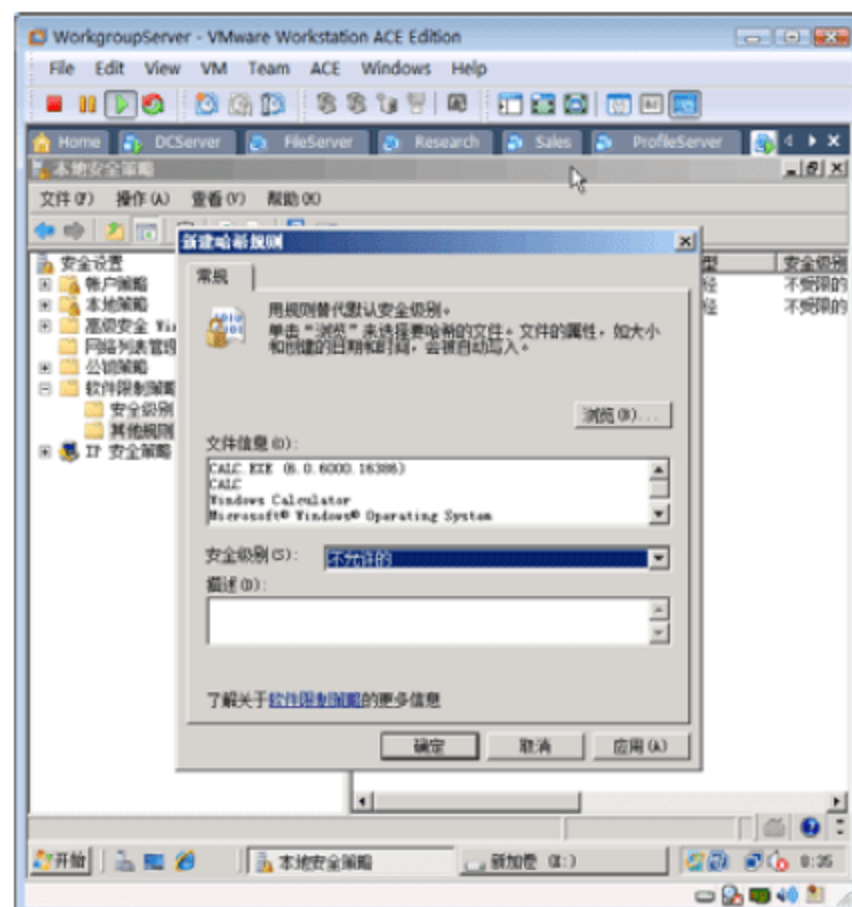 WorkgroupServer - VMware Workstation ACE Edition
File Edit View VM Team ACE Windows Help
Home DCServer FileServer Research Sales ProfileServer
本地安全策略
文件(F) 操作(A) 查看(V) 帮助(H)
新建哈希规则
型 安全级别
安全设置
常规
径 不受限的
帐户策略
径 不受限的
本地策略
用规则替代默认安全级别。
高级安全 Win
单击“浏览”来选择要哈希的文件。文件的属性，如大小
网络列表管理
和创建的日期和时间，会被自动写入。
公钥策略
软件限制策略
安全级别
浏览(B)...
其他规则
IP 安全策略
文件信息(O):
CALC.EXE (6.0.6000.16386)
CALC
Windows Calculator
Microsoft® Windows® Operating System
安全级别(S): 不允许的
描述(D):
了解关于软件限制策略的更多信息
确定 取消 应用(A)
开始 本地安全策略 新加卷 (E:) 8:35